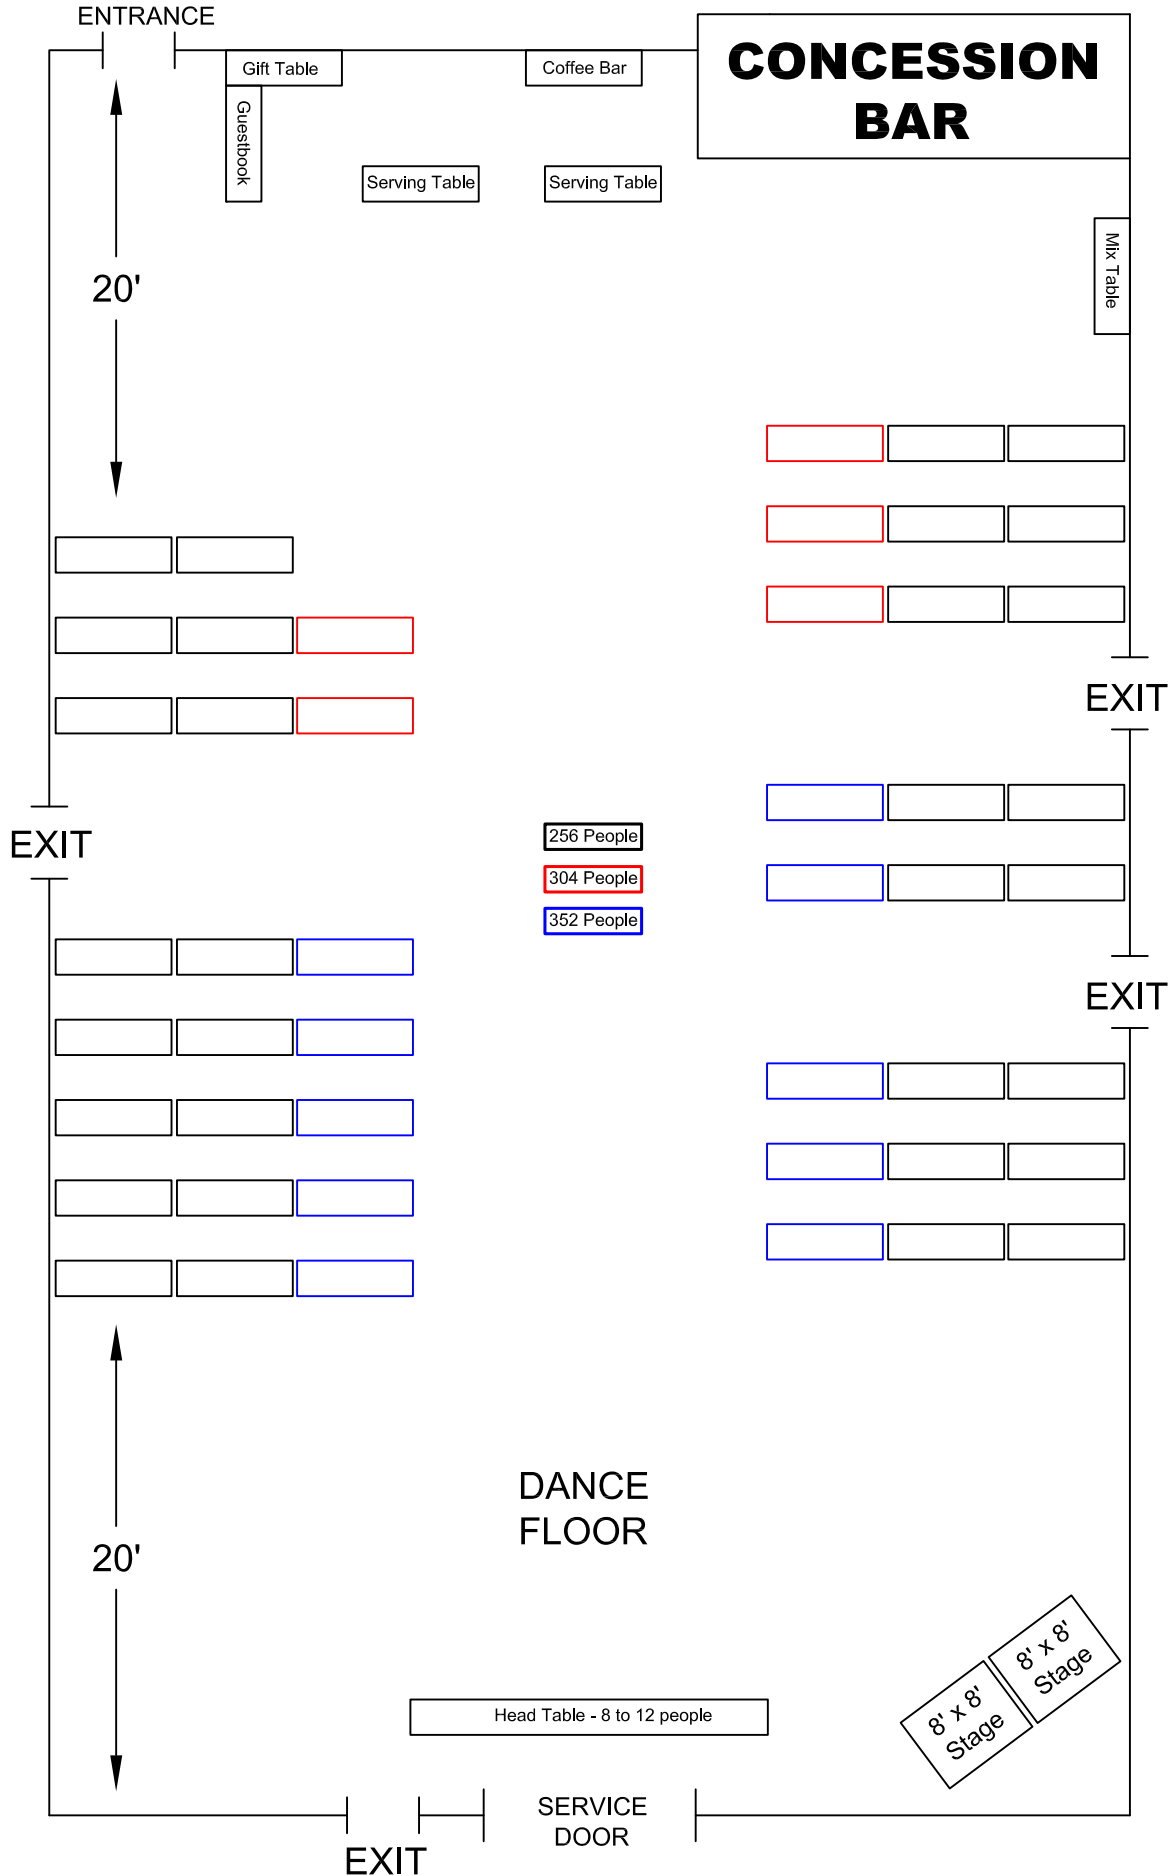 ENTRANCE
CONCESSION
BAR
Gift Table
Coffee Bar
Guestbook
Serving Table
Serving Table
Mix Table
20'
EXIT
EXIT
256 People
304 People
352 People
EXIT
DANCE
FLOOR
20'
8' x 8'
Stage
8' x 8'
Stage
Head Table - 8 to 12 people
SERVICE
DOOR
EXIT